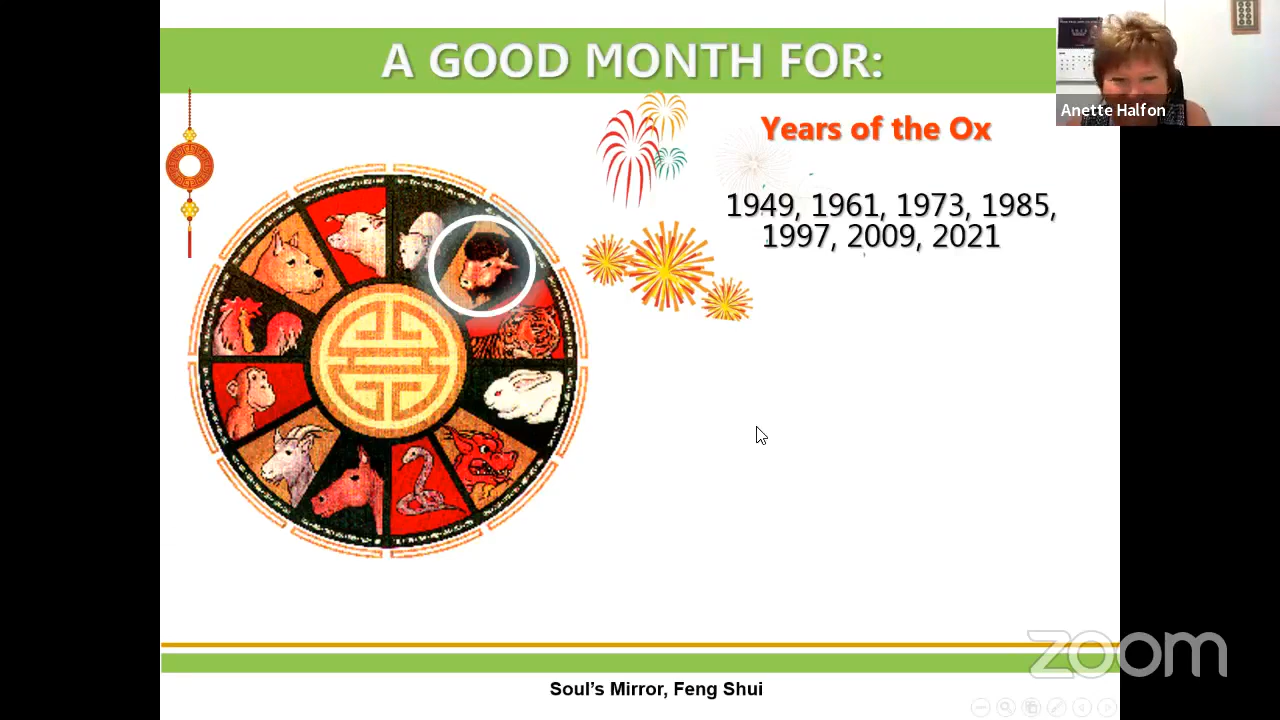 A GOOD MONTH FOR:
Anette Halfon
Years of the Ox
1949, 1961, 1973, 1985,
1997, 2009, 2021
zoom
Soul's Mirror, Feng Shui